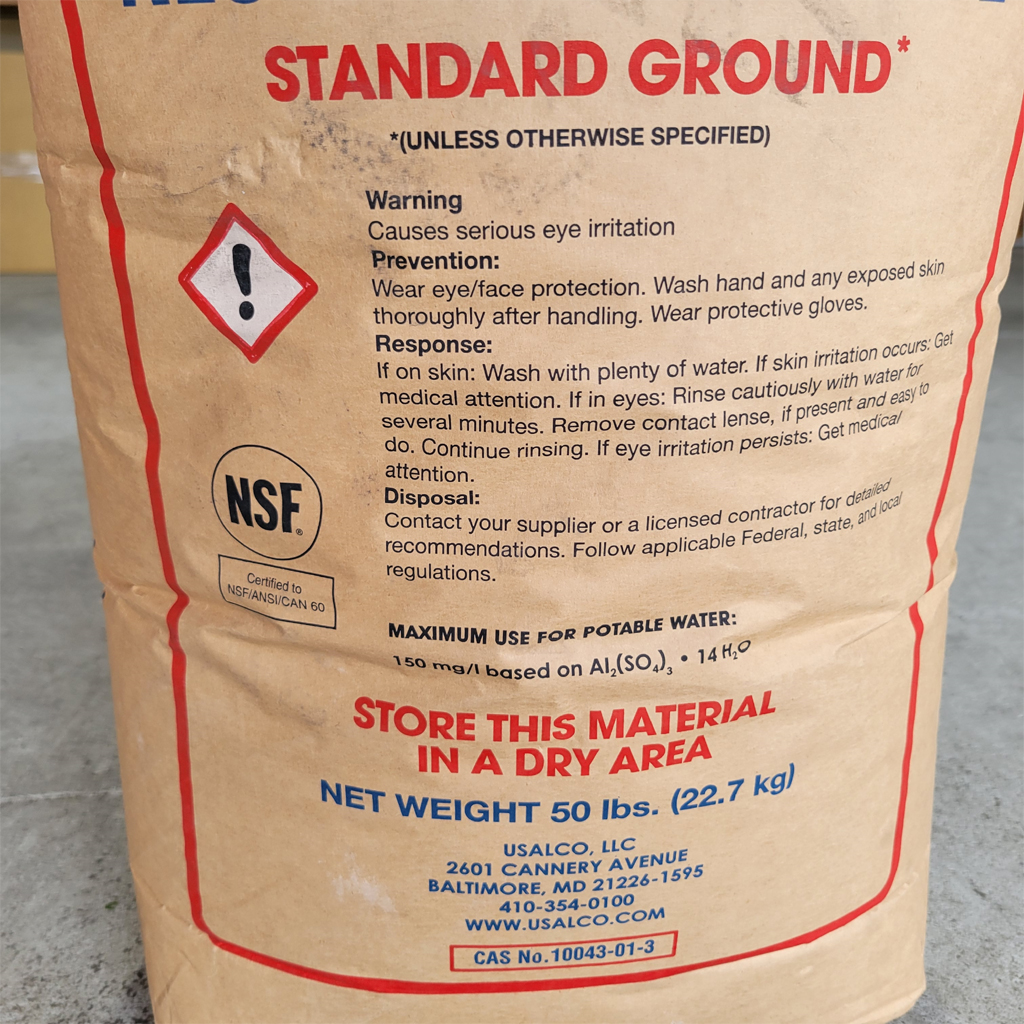 STANDARD GROUND*
*(UNLESS OTHERWISE SPECIFIED)
Warning
Causes serious eye irritation
Prevention:
Wear eye/face protection. Wash hand and any exposed skin
thoroughly after handling. Wear protective gloves.
Response:
If on skin: Wash with plenty of water. If skin irritation occurs: Get
medical attention. If in eyes: Rinse cautiously with water for
several minutes. Remove contact lense, if present and easy to
do. Continue rinsing. If eye irritation persists: Get medical
attention.
Disposal:
Contact your supplier or a licensed contractor for detailed
recommendations. Follow applicable Federal, state, and local
regulations.
NSF®
Certified to
NSF/ANSI/CAN 60
MAXIMUM USE FOR POTABLE WATER:
150 mg/l based on Al₂(SO₄)₃ • 14 H₂O
STORE THIS MATERIAL
IN A DRY AREA
NET WEIGHT 50 lbs. (22.7 kg)
USALCO, LLC
2601 CANNERY AVENUE
BALTIMORE, MD 21226-1595
410-354-0100
WWW.USALCO.COM
CAS No. 10043-01-3